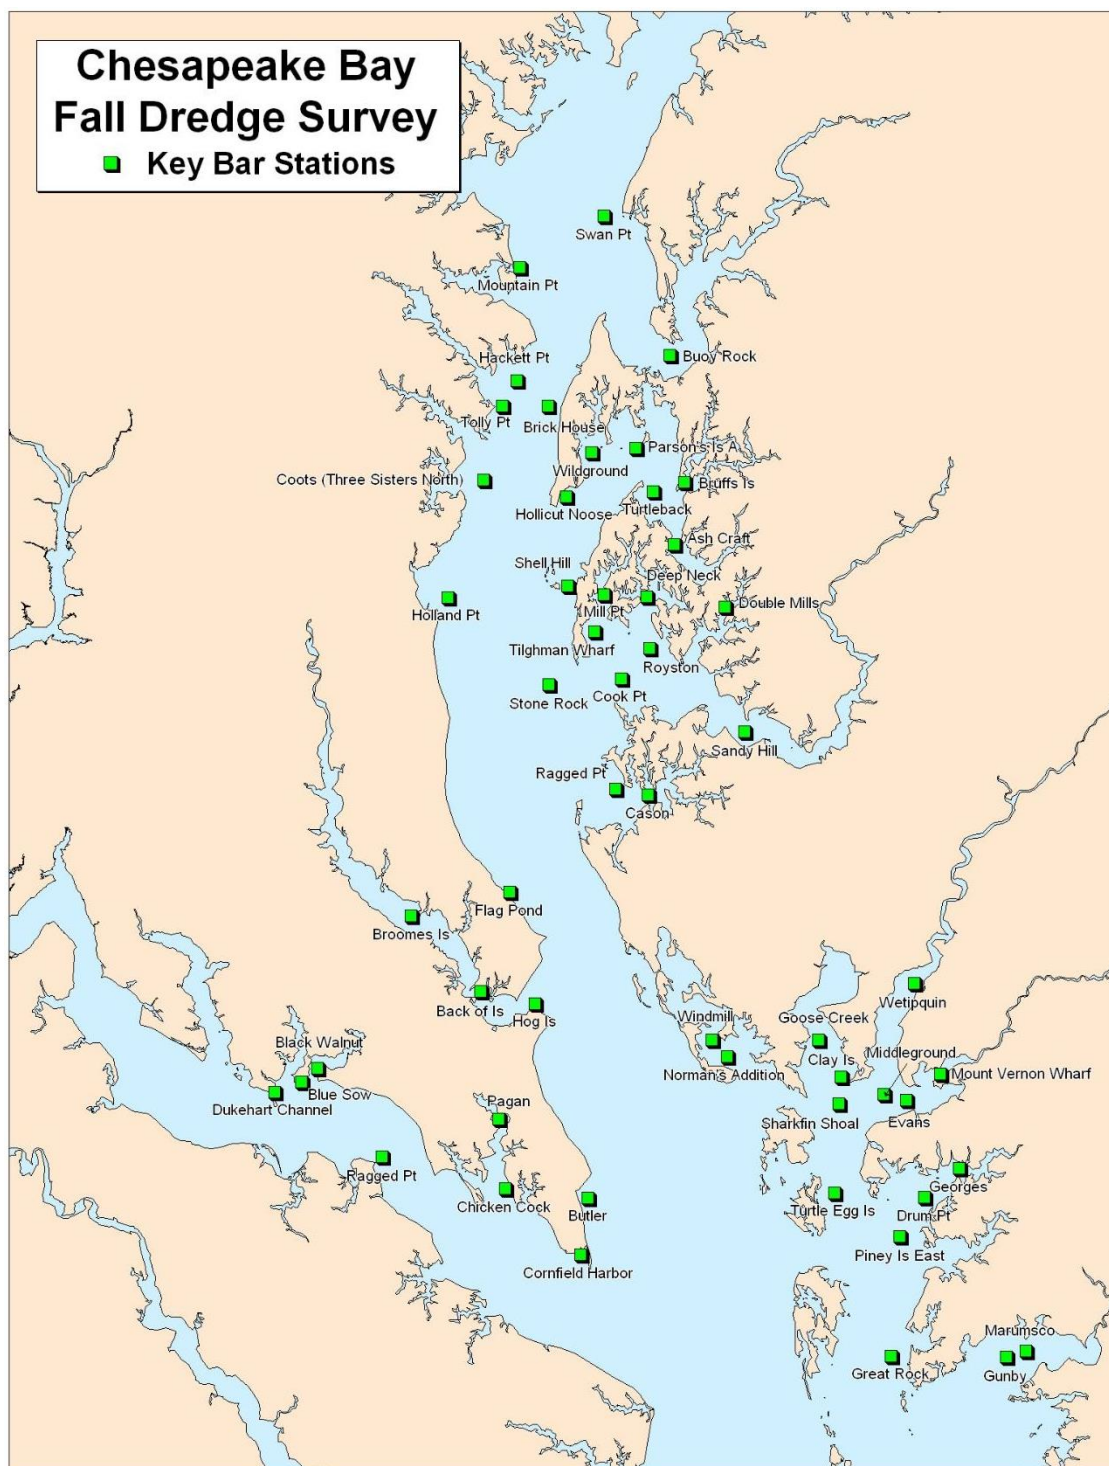 Chesapeake Bay
Fall Dredge Survey
Key Bar Stations
Swan Pt
Mountain Pt
Hackett Pt
Buoy Rock
Tolly Pt
Brick House
Parson's Is A
Wildground
Coots (Three Sisters North)
Bruffs Is
Hollicut Noose
Turtleback
Ash Craft
Shell Hill
Deep Neck
Holland Pt
Mill Pt
Double Mills
Tilghman Wharf
Royston
Stone Rock
Cook Pt
Sandy Hill
Ragged Pt
Cason
Flag Pond
Broomes Is
Wetipquin
Back of Is
Hog Is
Windmill
Goose Creek
Black Walnut
Clay Is
Middleground
Norman's Addition
Mount Vernon Wharf
Blue Sow
Dukehart Channel
Pagan
Sharkfin Shoal
Evans
Ragged Pt
Georges
Chicken Cock
Butler
Turtle Egg Is
Drum Pt
Piney Is East
Cornfield Harbor
Marumsco
Great Rock
Gunby